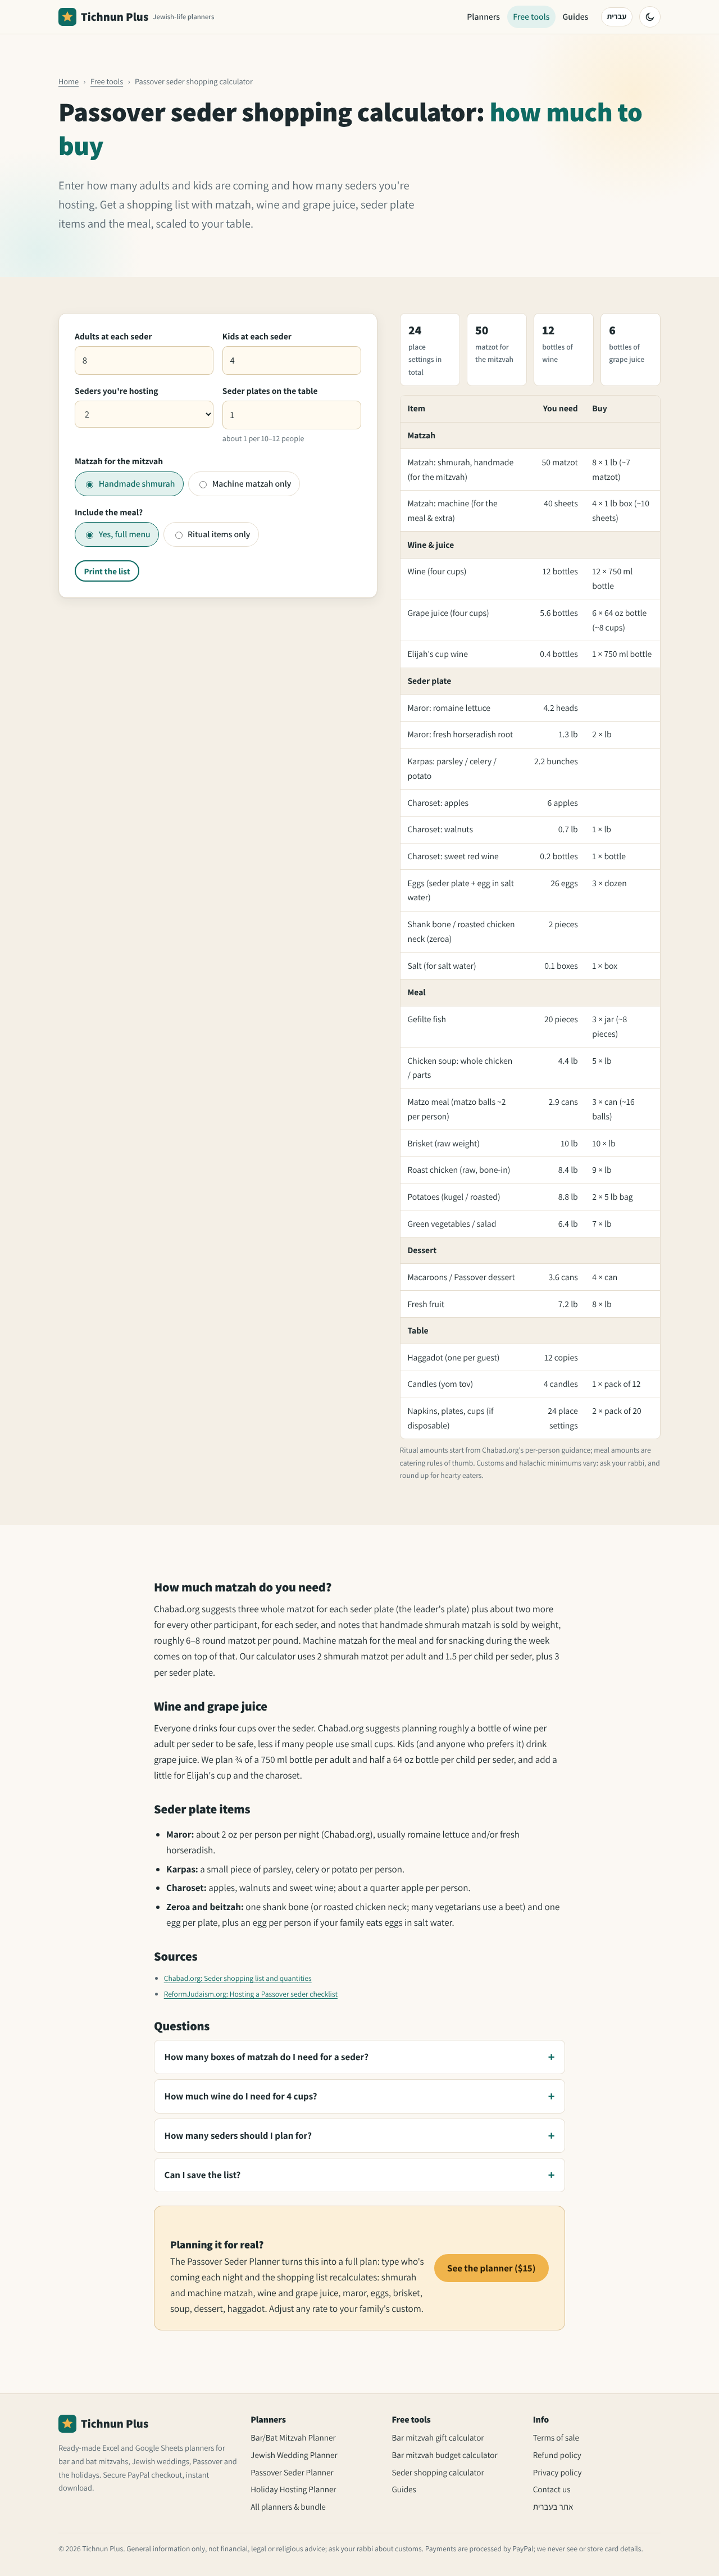 Tichnun Plus Jewish-life planners
Planners Free tools Guides עברית
Home › Free tools › Passover seder shopping calculator
Passover seder shopping calculator: how much to
buy
Enter how many adults and kids are coming and how many seders you're
hosting. Get a shopping list with matzah, wine and grape juice, seder plate
items and the meal, scaled to your table.
Adults at each seder Kids at each seder
8 4
Seders you're hosting Seder plates on the table
2 1
about 1 per 10–12 people
Matzah for the mitzvah
Handmade shmurah Machine matzah only
Include the meal?
Yes, full menu Ritual items only
Print the list
24 50 12 6
place matzot for bottles of bottles of
settings in the mitzvah wine grape juice
total
Item You need Buy
Matzah
Matzah: shmurah, handmade 50 matzot 8 × 1 lb (~7
(for the mitzvah) matzot)
Matzah: machine (for the 40 sheets 4 × 1 lb box (~10
meal & extra) sheets)
Wine & juice
Wine (four cups) 12 bottles 12 × 750 ml
bottle
Grape juice (four cups) 5.6 bottles 6 × 64 oz bottle
(~8 cups)
Elijah's cup wine 0.4 bottles 1 × 750 ml bottle
Seder plate
Maror: romaine lettuce 4.2 heads
Maror: fresh horseradish root 1.3 lb 2 × lb
Karpas: parsley / celery / 2.2 bunches
potato
Charoset: apples 6 apples
Charoset: walnuts 0.7 lb 1 × lb
Charoset: sweet red wine 0.2 bottles 1 × bottle
Eggs (seder plate + egg in salt 26 eggs 3 × dozen
water)
Shank bone / roasted chicken 2 pieces
neck (zeroa)
Salt (for salt water) 0.1 boxes 1 × box
Meal
Gefilte fish 20 pieces 3 × jar (~8
pieces)
Chicken soup: whole chicken 4.4 lb 5 × lb
/ parts
Matzo meal (matzo balls ~2 2.9 cans 3 × can (~16
per person) balls)
Brisket (raw weight) 10 lb 10 × lb
Roast chicken (raw, bone-in) 8.4 lb 9 × lb
Potatoes (kugel / roasted) 8.8 lb 2 × 5 lb bag
Green vegetables / salad 6.4 lb 7 × lb
Dessert
Macaroons / Passover dessert 3.6 cans 4 × can
Fresh fruit 7.2 lb 8 × lb
Table
Haggadot (one per guest) 12 copies
Candles (yom tov) 4 candles 1 × pack of 12
Napkins, plates, cups (if 24 place 2 × pack of 20
disposable) settings
Ritual amounts start from Chabad.org's per-person guidance; meal amounts are
catering rules of thumb. Customs and halachic minimums vary: ask your rabbi, and
round up for hearty eaters.
How much matzah do you need?
Chabad.org suggests three whole matzot for each seder plate (the leader's plate) plus about two more
for every other participant, for each seder, and notes that handmade shmurah matzah is sold by weight,
roughly 6–8 round matzot per pound. Machine matzah for the meal and for snacking during the week
comes on top of that. Our calculator uses 2 shmurah matzot per adult and 1.5 per child per seder, plus 3
per seder plate.
Wine and grape juice
Everyone drinks four cups over the seder. Chabad.org suggests planning roughly a bottle of wine per
adult per seder to be safe, less if many people use small cups. Kids (and anyone who prefers it) drink
grape juice. We plan ¾ of a 750 ml bottle per adult and half a 64 oz bottle per child per seder, and add a
little for Elijah's cup and the charoset.
Seder plate items
• Maror: about 2 oz per person per night (Chabad.org), usually romaine lettuce and/or fresh
horseradish.
• Karpas: a small piece of parsley, celery or potato per person.
• Charoset: apples, walnuts and sweet wine; about a quarter apple per person.
• Zeroa and beitzah: one shank bone (or roasted chicken neck; many vegetarians use a beet) and one
egg per plate, plus an egg per person if your family eats eggs in salt water.
Sources
• Chabad.org: Seder shopping list and quantities
• ReformJudaism.org: Hosting a Passover seder checklist
Questions
How many boxes of matzah do I need for a seder? +
How much wine do I need for 4 cups? +
How many seders should I plan for? +
Can I save the list? +
Planning it for real?
The Passover Seder Planner turns this into a full plan: type who's
coming each night and the shopping list recalculates: shmurah
and machine matzah, wine and grape juice, maror, eggs, brisket,
soup, dessert, haggadot. Adjust any rate to your family's custom.
See the planner ($15)
Tichnun Plus
Ready-made Excel and Google Sheets planners for
bar and bat mitzvahs, Jewish weddings, Passover and
the holidays. Secure PayPal checkout, instant
download.
Planners
Bar/Bat Mitzvah Planner
Jewish Wedding Planner
Passover Seder Planner
Holiday Hosting Planner
All planners & bundle
Free tools
Bar mitzvah gift calculator
Bar mitzvah budget calculator
Seder shopping calculator
Guides
Info
Terms of sale
Refund policy
Privacy policy
Contact us
אתר בעברית
© 2026 Tichnun Plus. General information only, not financial, legal or religious advice; ask your rabbi about customs. Payments are processed by PayPal; we never see or store card details.